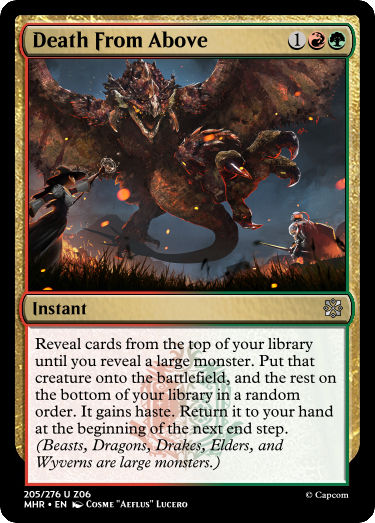 Death From Above 1
Instant
Reveal cards from the top of your library
until you reveal a large monster. Put that
creature onto the battlefield, and the rest on
the bottom of your library in a random
order. It gains haste. Return it to your hand
at the beginning of the next end step.
(Beasts, Dragons, Drakes, Elders, and
Wyverns are large monsters.)
205/276 U Z06
MHR • EN Cosme "Aeflus" Lucero
© Capcom